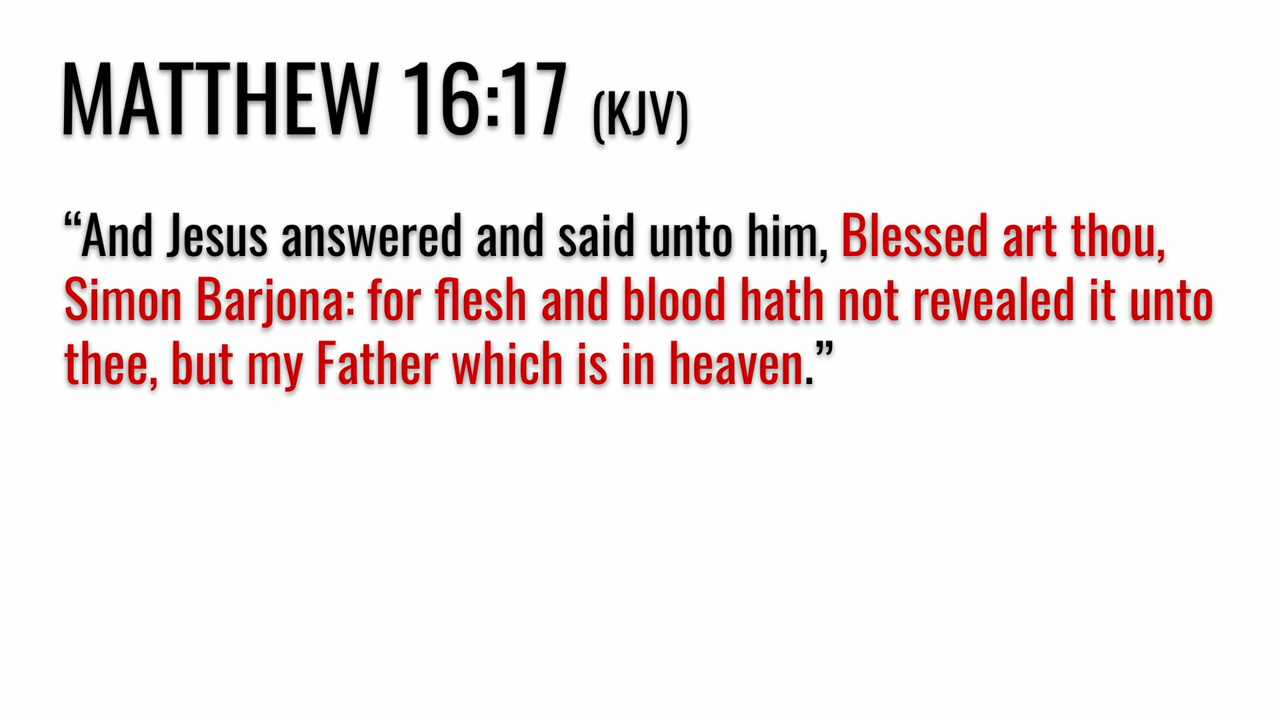 MATTHEW 16:17 (KJV)
“And Jesus answered and said unto him, Blessed art thou,
Simon Barjona: for flesh and blood hath not revealed it unto
thee, but my Father which is in heaven.”